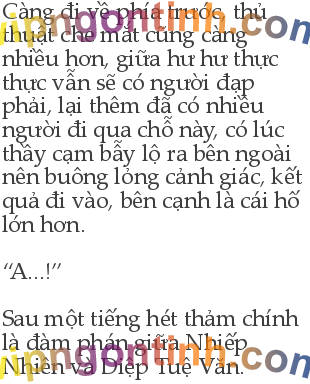 Càng đi về phía trước, thủ
thuật che mắt cũng càng
nhiều hơn, giữa hư hư thực
thực vẫn sẽ có người đạp
phải, lại thêm đã có nhiều
người đi qua chỗ này, có lúc
thầy cạm bẫy lộ ra bên ngoài
nên buông lỏng cảnh giác, kết
quả đi vào, bên cạnh là cái hố
lớn hơn.
“A...!”
Sau một tiếng hét thảm chính
là đàm phán giữa Nhiếp
Nhiên và Diệp Tuệ Văn.
vipngontinh.com
vipngontinh.com